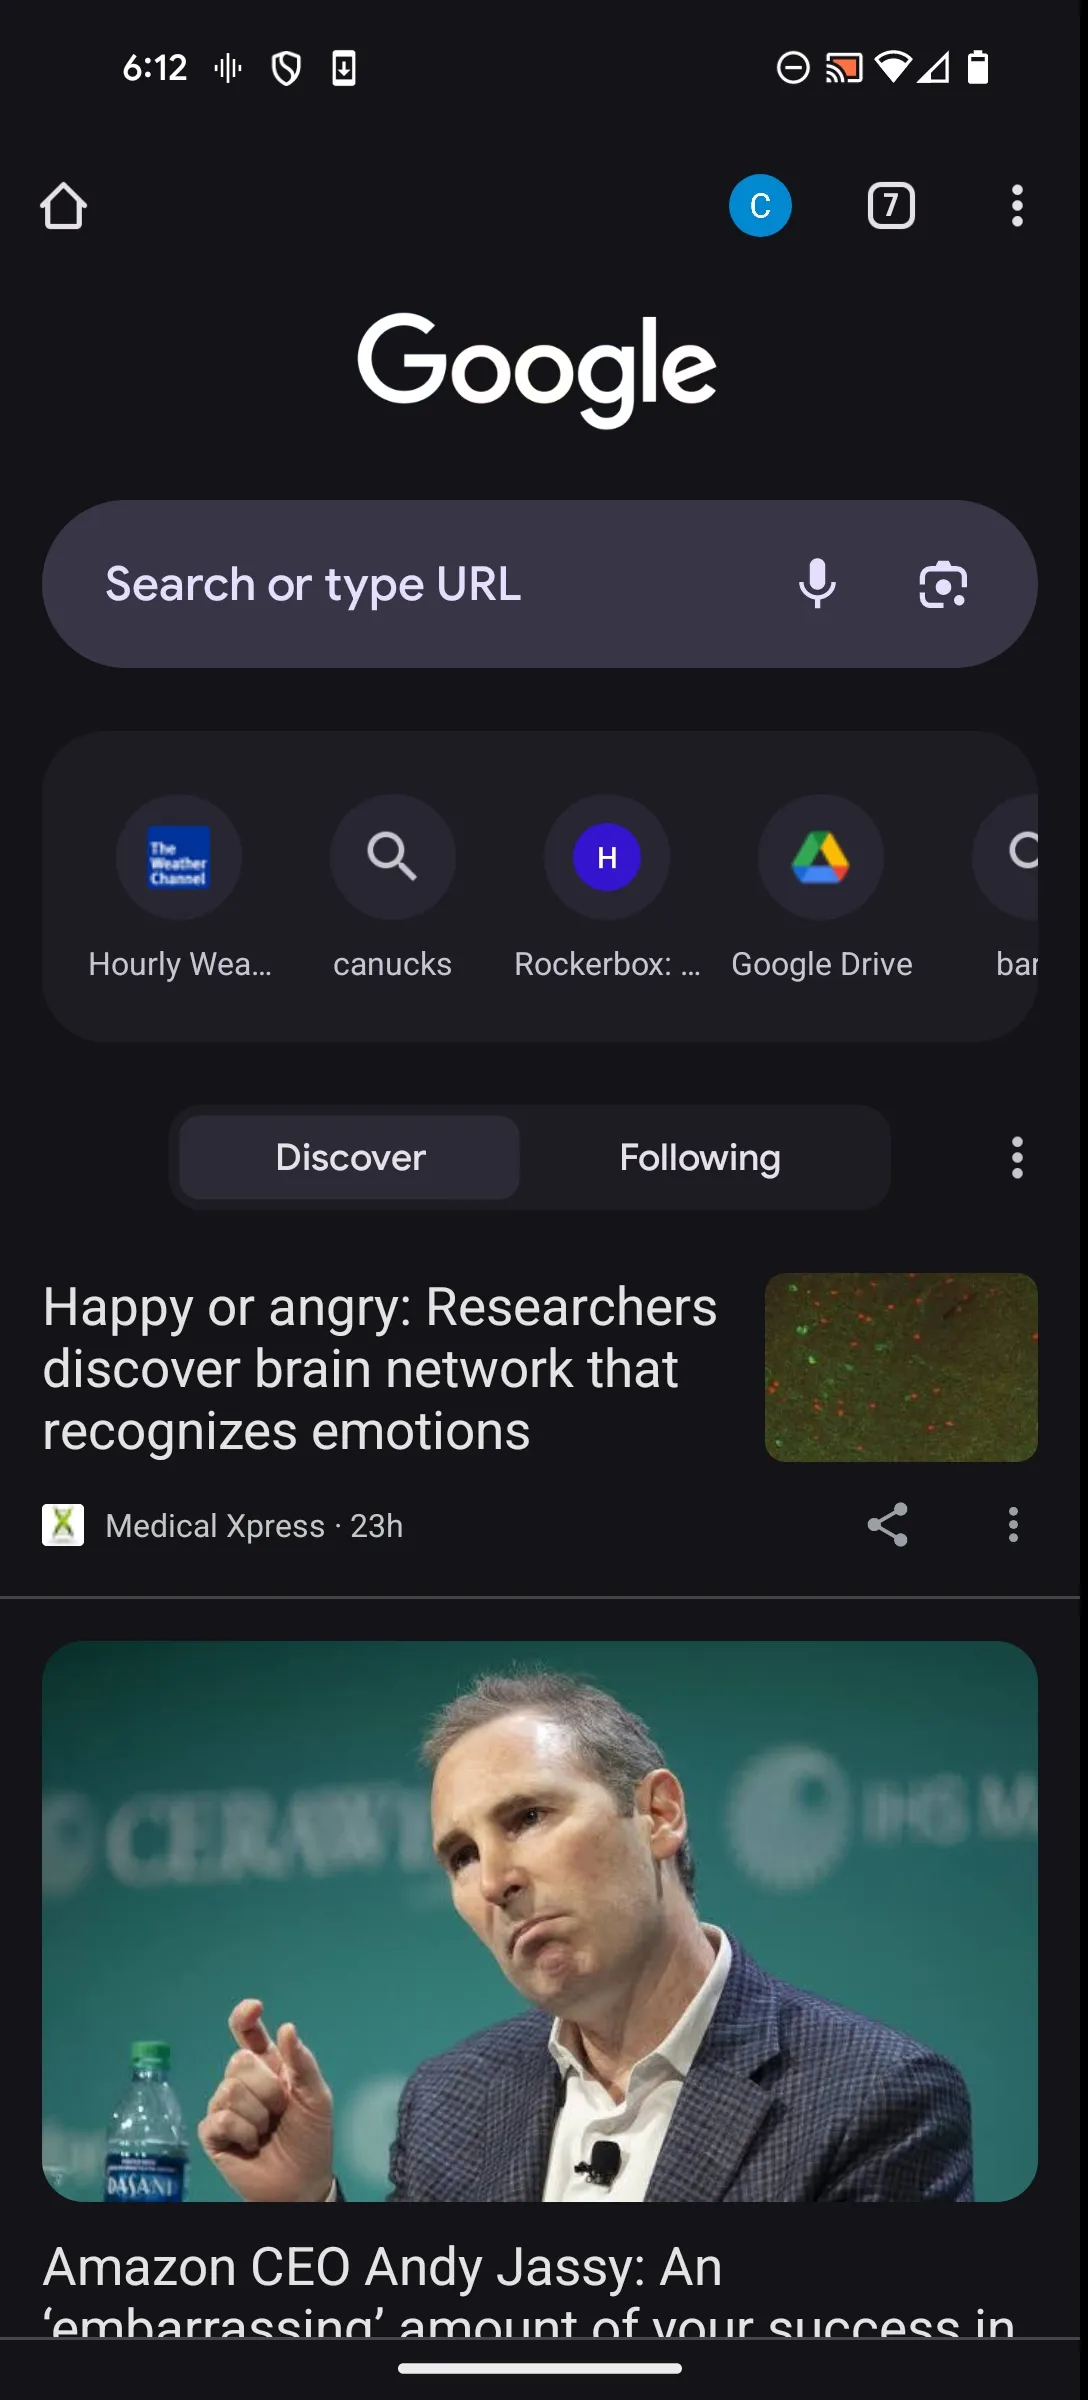 6:12
C
7
Google
Search or type URL
The
Weather
Channel
H
Hourly Wea...
canucks
Rockerbox: ...
Google Drive
bar
Discover
Following
Happy or angry: Researchers
discover brain network that
recognizes emotions
Medical Xpress · 23h
CERAW
IHS M
DASANI
Amazon CEO Andy Jassy: An
‘embarrassing’ amount of your success in